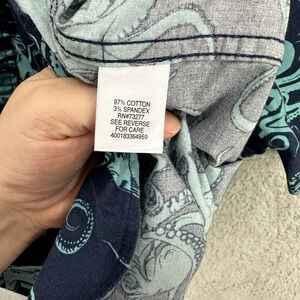 97% COTTON
3% SPANDEX
RN#73277
SEE REVERSE
FOR CARE
400183364959